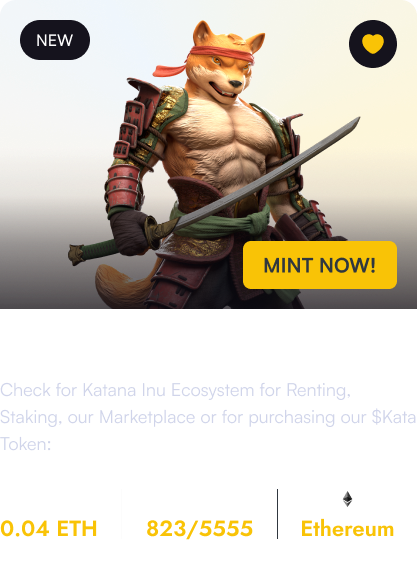 NEW
MINT NOW!
Check for Katana Inu Ecosystem for Renting,
Staking, our Marketplace or for purchasing our $Kata
Token:
0.04 ETH
823/5555
Ethereum